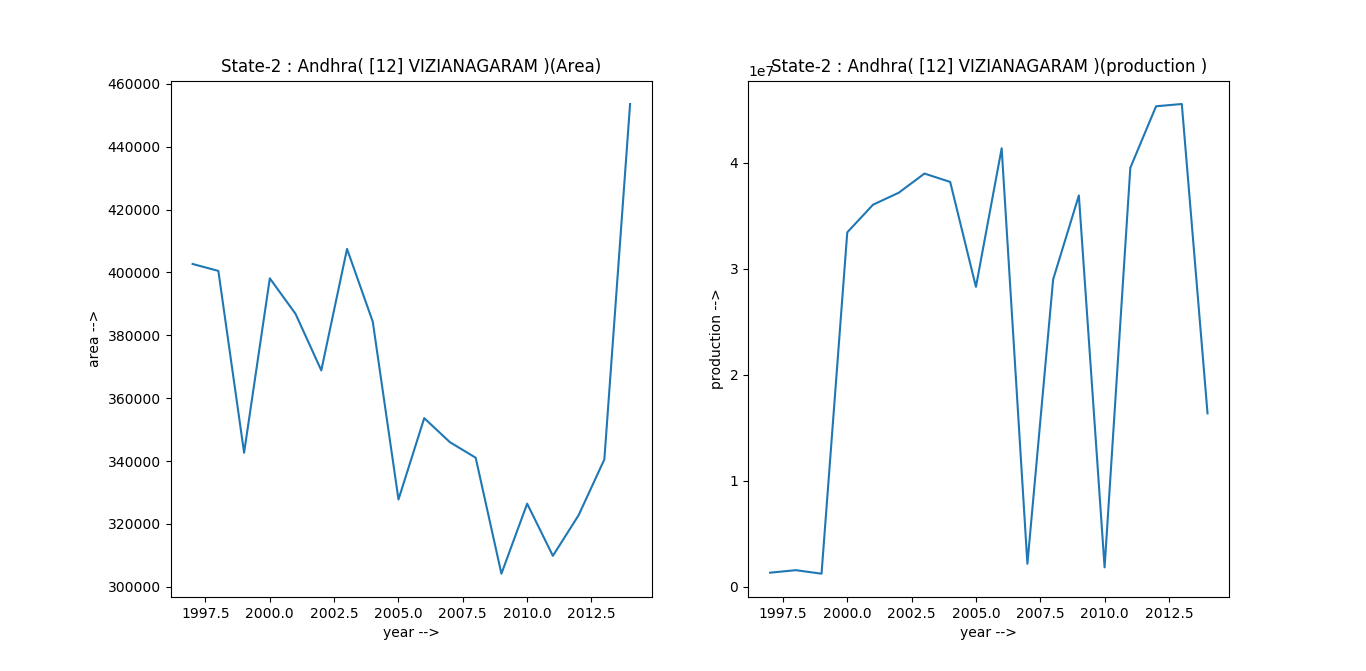 State-2 : Andhra( [12] VIZIANAGARAM )(Area)
460000
440000
420000
400000
380000
360000
340000
320000
300000
area -->
1997.5 2000.0 2002.5 2005.0 2007.5 2010.0 2012.5
year -->
State-2 : Andhra( [12] VIZIANAGARAM )(production )
1e7
4
3
2
1
0
production -->
1997.5 2000.0 2002.5 2005.0 2007.5 2010.0 2012.5
year -->